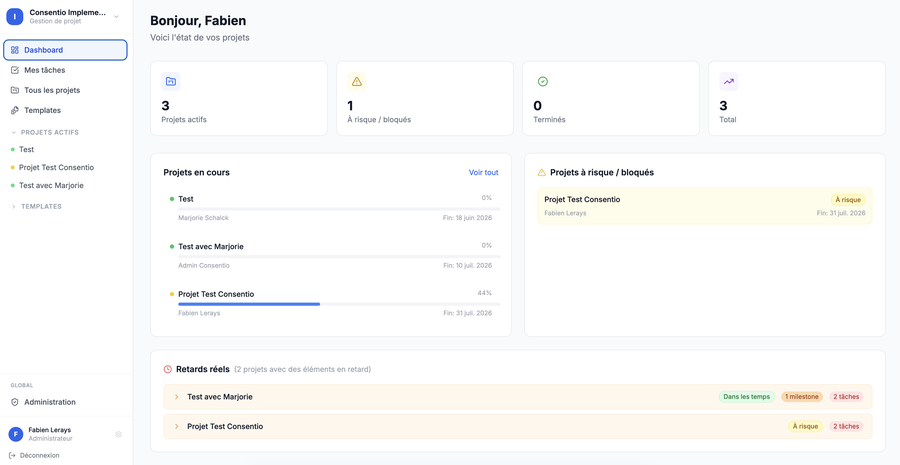 Consentio Impleme...
Gestion de projet
Dashboard
Mes tâches
Tous les projets
Templates
PROJETS ACTIFS
Test
Projet Test Consentio
Test avec Marjorie
TEMPLATES
GLOBAL
Administration
F
Fabien Lerays
Administrateur
Déconnexion
Bonjour, Fabien
Voici l'état de vos projets
3
Projets actifs
1
À risque / bloqués
0
Terminés
3
Total
Projets en cours Voir tout
Test 0%
Marjorie Schalck Fin: 18 juin 2026
Test avec Marjorie 0%
Admin Consentio Fin: 10 juil. 2026
Projet Test Consentio 44%
Fabien Lerays Fin: 31 juil. 2026
Projets à risque / bloqués
Projet Test Consentio À risque
Fabien Lerays Fin: 31 juil. 2026
Retards réels (2 projets avec des éléments en retard)
Test avec Marjorie Dans les temps 1 milestone 2 tâches
Projet Test Consentio À risque 2 tâches